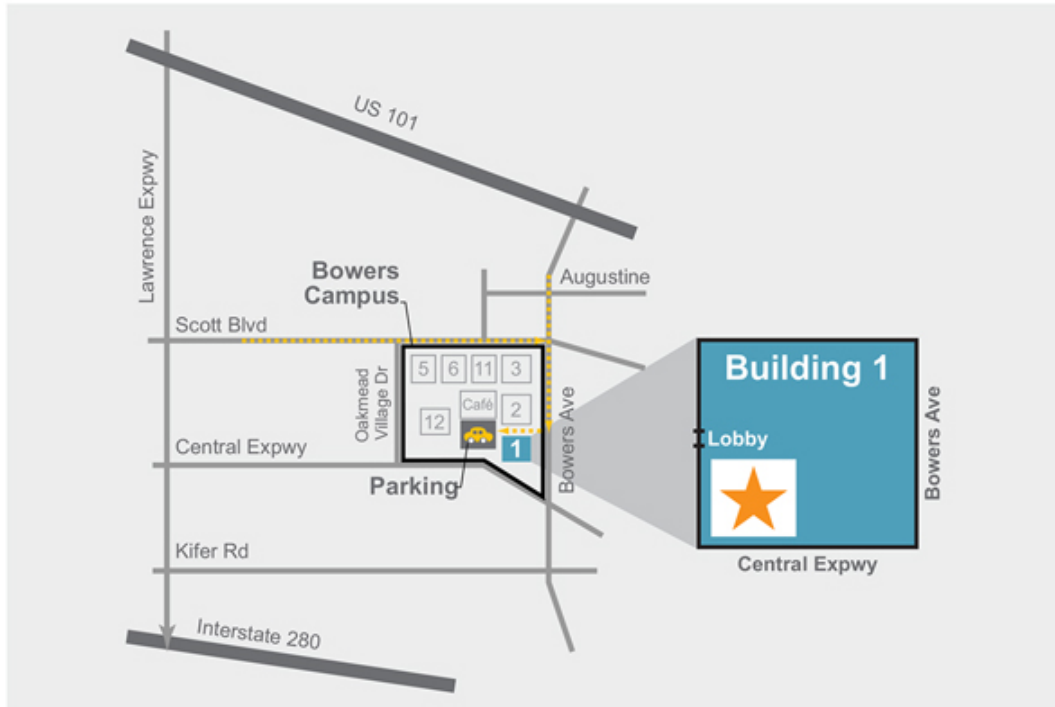 US 101
Lawrence Expwy
Augustine
Bowers
Campus
Scott Blvd
5
6
11
3
Oakmead
Village Dr
Café
2
12
1
Central Expwy
Parking
Bowers Ave
Building 1
Lobby
Bowers Ave
Central Expwy
Kifer Rd
Interstate 280